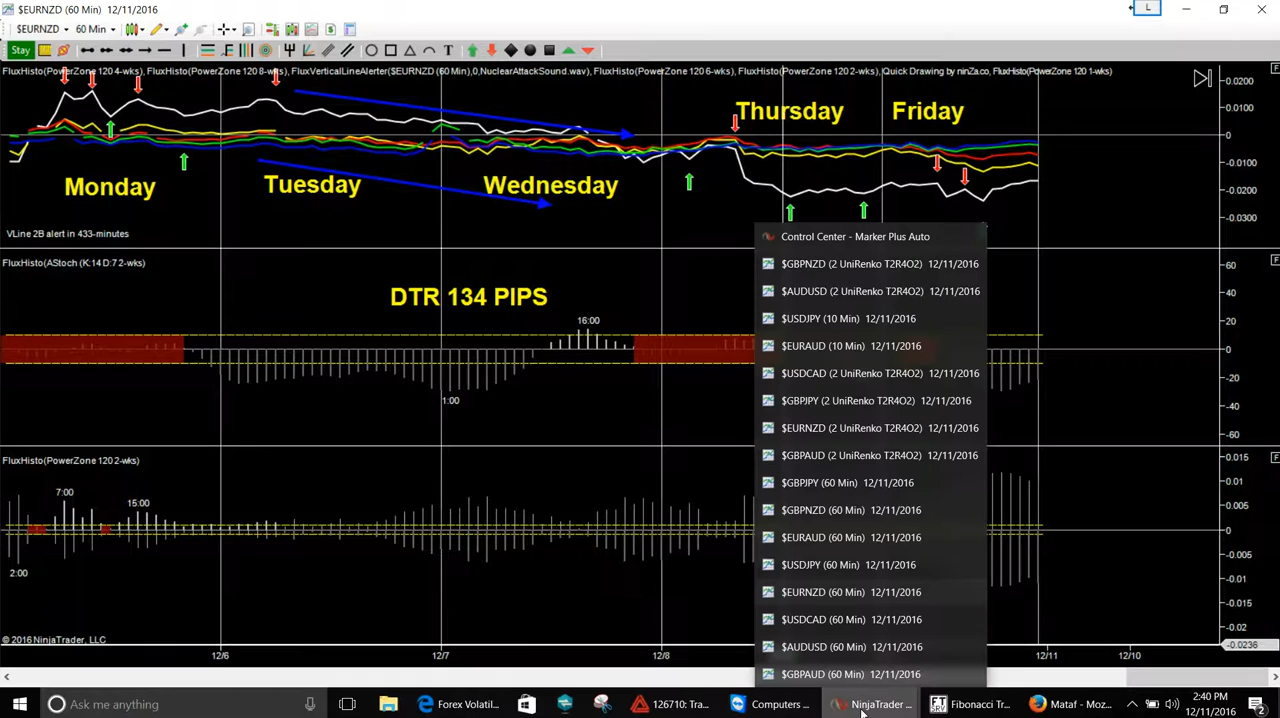 $EURNZD (60 Min)  12/11/2016
L
$EURNZD 60 Min
Stay
T
FluxHisto(PowerZone 120 4-wks), FluxHisto(PowerZone 120 8-wks), FluxVerticalLineAlerter($EURNZD (60 Min),0,NuclearAttackSound.wav), FluxHisto(PowerZone 120 6-wks), FluxHisto(PowerZone 120 2-wks),Quick Drawing by ninZa.co, FluxHisto(PowerZone 120 1-wks)
F
0.0200
0.0100
0
-0.0100
-0.0200
-0.0300
Thursday
Friday
Monday
Tuesday
Wednesday
VLine 2B alert in 433-minutes
FluxHisto(AStoch (K:14 D:7 2-wks)
F
60
40
20
0
-20
-40
-60
DTR 134 PIPS
16:00
1:00
FluxHisto(PowerZone 120 2-wks)
F
0.015
0.01
0.005
0
-0.005
-0.01
-0.015
-0.02
-0.0236
7:00
15:00
2:00
© 2016 NinjaTrader, LLC
12/6
12/7
12/8
12/11
12/10
Control Center - Marker Plus Auto
$GBPNZD (2 UniRenko T2R4O2)  12/11/2016
$AUDUSD (2 UniRenko T2R4O2)  12/11/2016
$USDJPY (10 Min)  12/11/2016
$EURAUD (10 Min)  12/11/2016
$USDCAD (2 UniRenko T2R4O2)  12/11/2016
$GBPJPY (2 UniRenko T2R4O2)  12/11/2016
$EURNZD (2 UniRenko T2R4O2)  12/11/2016
$GBPAUD (2 UniRenko T2R4O2)  12/11/2016
$GBPJPY (60 Min)  12/11/2016
$GBPNZD (60 Min)  12/11/2016
$EURAUD (60 Min)  12/11/2016
$USDJPY (60 Min)  12/11/2016
$EURNZD (60 Min)  12/11/2016
$USDCAD (60 Min)  12/11/2016
$AUDUSD (60 Min)  12/11/2016
$GBPAUD (60 Min)  12/11/2016
Ask me anything
Forex Volatil...
126710: Tra...
Computers ...
NinjaTrader ...
Fibonacci Tr...
Firefox - Moz...
2:40 PM
12/11/2016
2